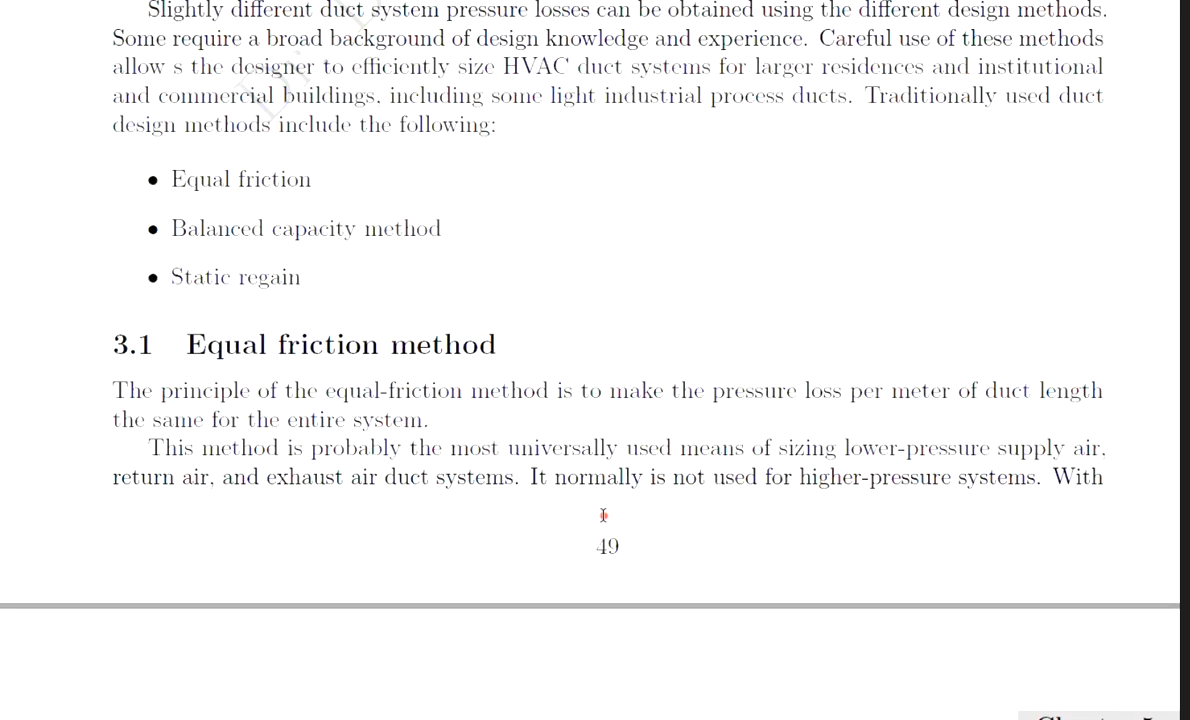 Slightly different duct system pressure losses can be obtained using the different design methods.
Some require a broad background of design knowledge and experience. Careful use of these methods
allow s the designer to efficiently size HVAC duct systems for larger residences and institutional
and commercial buildings, including some light industrial process ducts. Traditionally used duct
design methods include the following:
• Equal friction
• Balanced capacity method
• Static regain
3.1 Equal friction method
The principle of the equal-friction method is to make the pressure loss per meter of duct length
the same for the entire system.
This method is probably the most universally used means of sizing lower-pressure supply air,
return air, and exhaust air duct systems. It normally is not used for higher-pressure systems. With
49